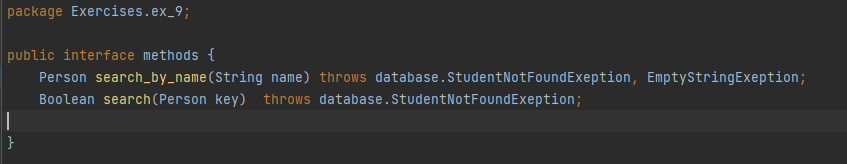 package Exercises.ex_9;
public interface methods {
Person search_by_name(String name) throws database.StudentNotFoundExeption, EmptyStringExeption;
Boolean search(Person key)  throws database.StudentNotFoundExeption;
}